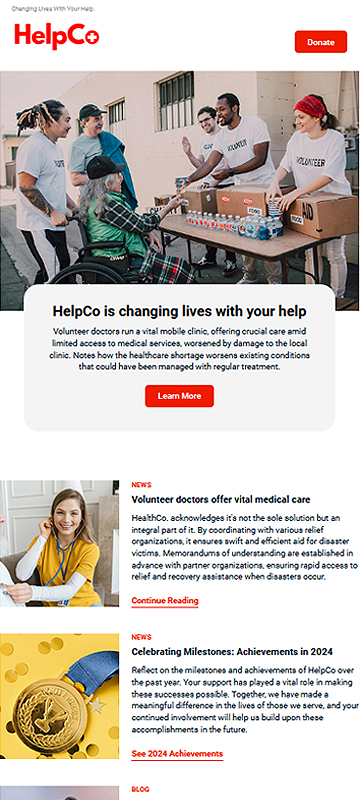 Changing Lives With Your Help.
HelpCo
Donate
VOLUNTEER
VOLUNTEER
HelpCo is changing lives with your help
Volunteer doctors run a vital mobile clinic, offering crucial care amid
limited access to medical services, worsened by damage to the local
clinic. Notes how the healthcare shortage worsens existing conditions
that could have been managed with regular treatment.
Learn More
NEWS
Volunteer doctors offer vital medical care
HealthCo. acknowledges it's not the sole solution but an
integral part of it. By coordinating with various relief
organizations, it ensures swift and efficient aid for disaster
victims. Memorandums of understanding are established in
advance with partner organizations, ensuring rapid access to
relief and recovery assistance when disasters occur.
Continue Reading
NEWS
Celebrating Milestones: Achievements in 2024
Reflect on the milestones and achievements of HelpCo over
the past year. Your support has played a vital role in making
these successes possible. Together, we have made a
meaningful difference in the lives of those we serve, and your
continued involvement will help us build upon these
accomplishments in the future.
See 2024 Achievements
BLOG